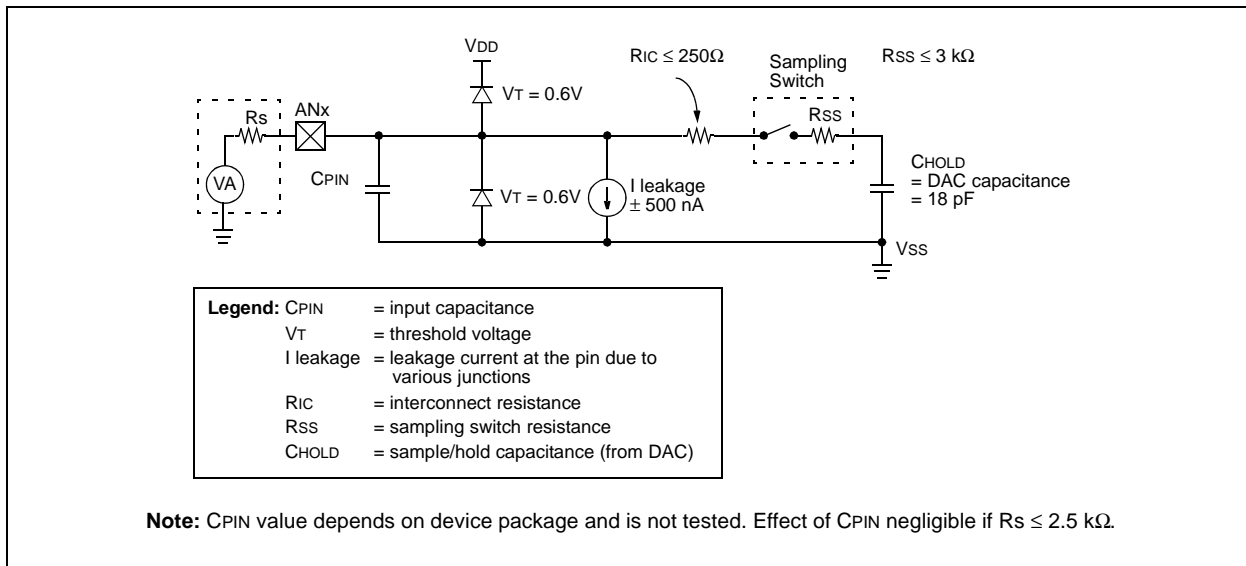 VDD
RIC ≤ 250Ω
Sampling
Switch
RSS ≤ 3 kΩ
VT = 0.6V
Rs
ANx
RSS
VA
CPIN
VT = 0.6V
I leakage
± 500 nA
CHOLD
= DAC capacitance
= 18 pF
VSS
Legend: CPIN = input capacitance
VT = threshold voltage
I leakage = leakage current at the pin due to
various junctions
RIC = interconnect resistance
RSS = sampling switch resistance
CHOLD = sample/hold capacitance (from DAC)
Note: CPIN value depends on device package and is not tested. Effect of CPIN negligible if Rs ≤ 2.5 kΩ.